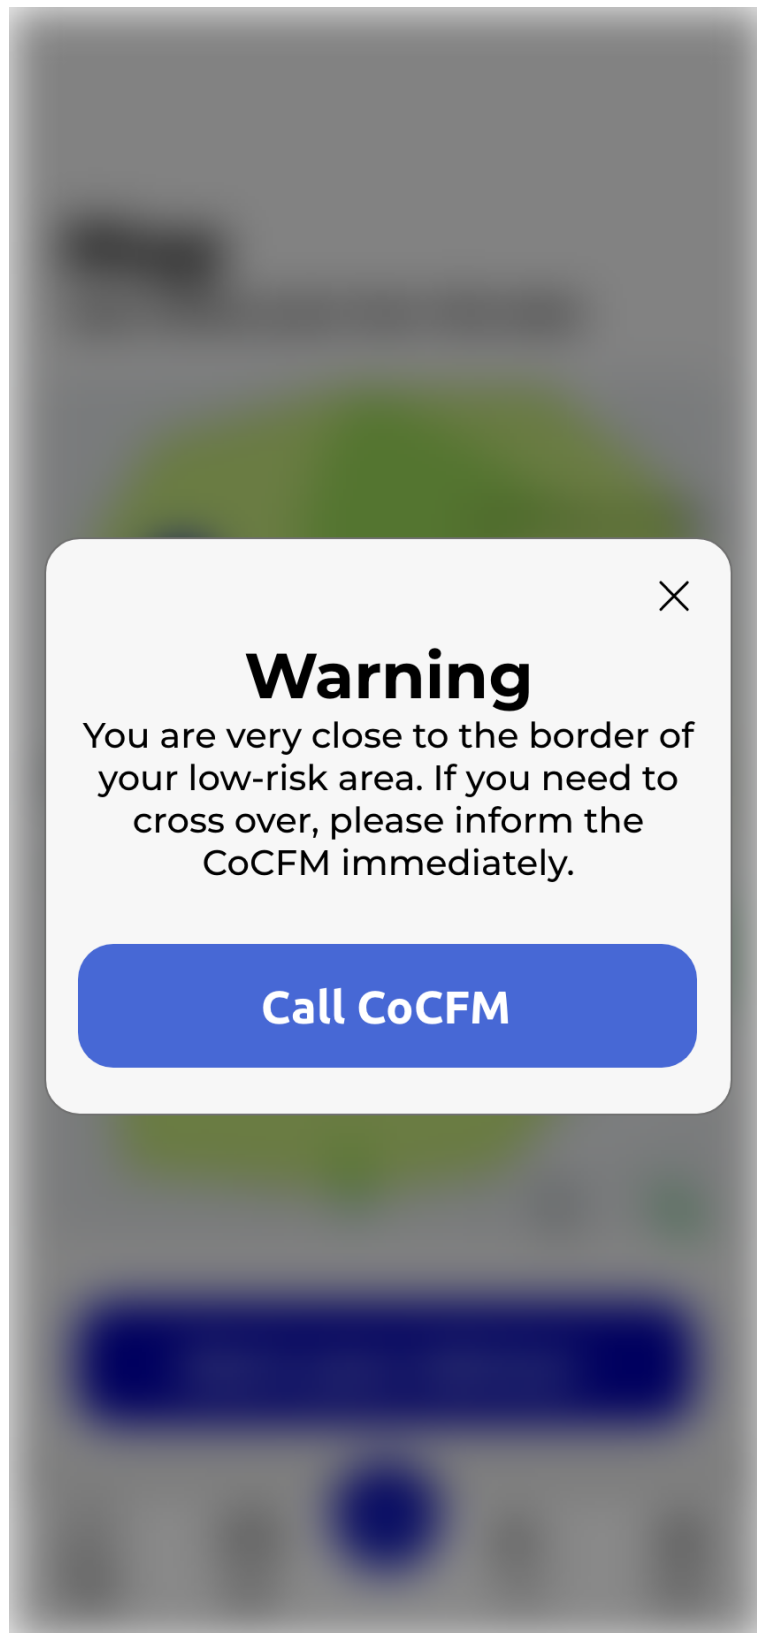 Warning
You are very close to the border of
your low-risk area. If you need to
cross over, please inform the
CoCFM immediately.
Call CoCFM